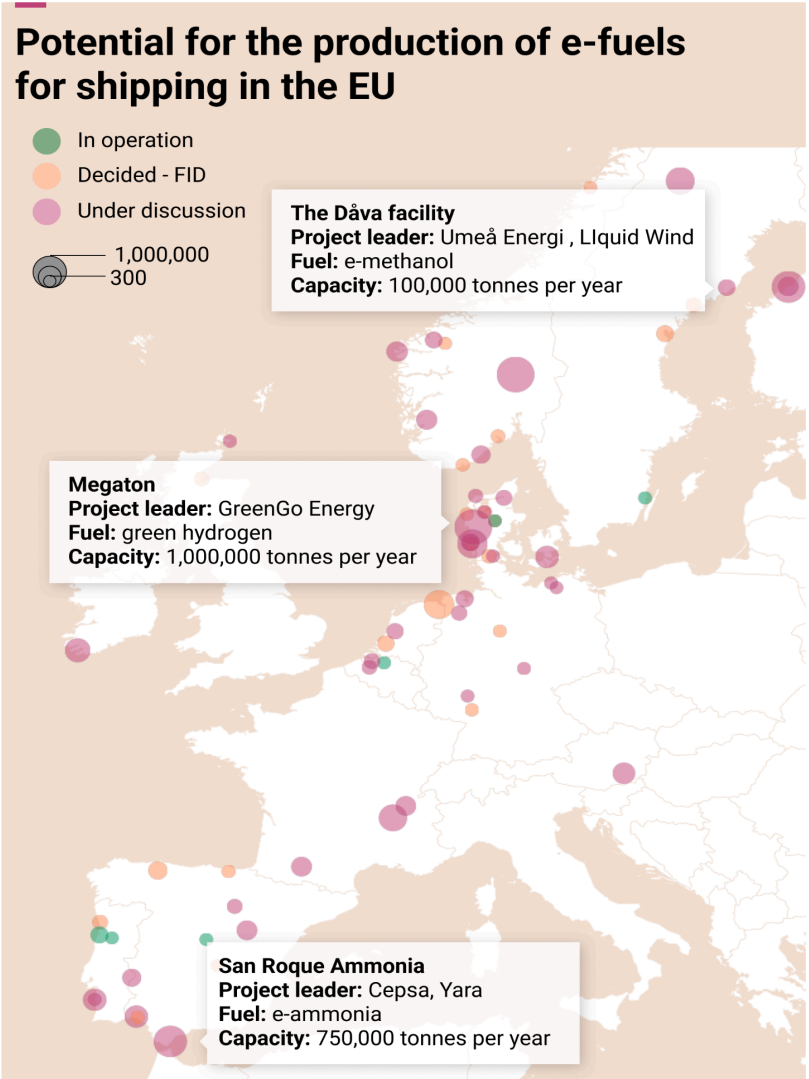 Potential for the production of e-fuels
for shipping in the EU
In operation
Decided - FID
Under discussion
1,000,000
300
The Dåva facility
Project leader: Umeå Energi , LIquid Wind
Fuel: e-methanol
Capacity: 100,000 tonnes per year
Megaton
Project leader: GreenGo Energy
Fuel: green hydrogen
Capacity: 1,000,000 tonnes per year
San Roque Ammonia
Project leader: Cepsa, Yara
Fuel: e-ammonia
Capacity: 750,000 tonnes per year